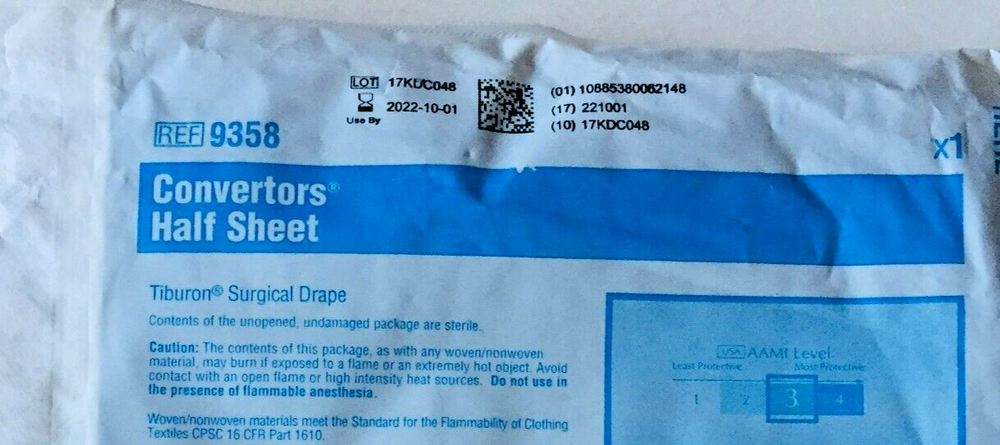 LOT 17KDC048
2022-10-01
Use By
(01) 10885380062148
(17) 221001
(10) 17KDC048
REF 9358
x1
Convertors®
Half Sheet
Tiburon® Surgical Drape
Contents of the unopened, undamaged package are sterile.
Caution: The contents of this package, as with any woven/nonwoven
material, may burn if exposed to a flame or an extremely hot object. Avoid
contact with an open flame or high intensity heat sources. Do not use in
the presence of flammable anesthesia.
Woven/nonwoven materials meet the Standard for the Flammability of Clothing
Textiles CPSC 16 CFR Part 1610.
USA AAMI Level
Least Protective Most Protective
1 2 3 4